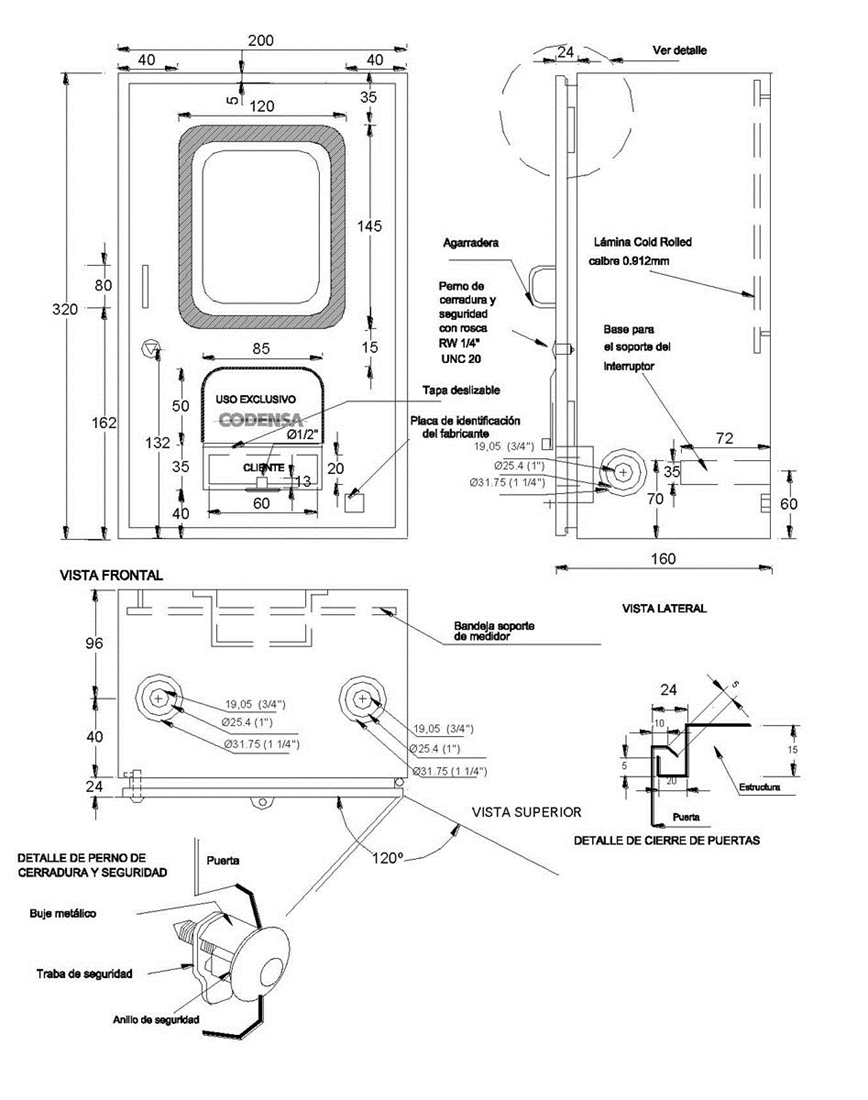 200
40
40
5
35
120
145
80
320
15
85
50
USO EXCLUSIVO
CODENSA
Ø1/2"
162
132
35
CLIENTE
20
13
60
40
VISTA FRONTAL
24
Ver detalle
Agarradera
Lámina Cold Rolled
calbre 0.912mm
Perno de
cerradura y
seguridad
con rosca
RW 1/4"
UNC 20
Base para
el soporte del
Interruptor
Tapa deslizable
Placa de identificación
del fabricante
19,05 (3/4")
Ø25.4 (1")
Ø31.75 (1 1/4")
72
35
70
60
160
VISTA LATERAL
96
40
24
Bandeja soporte
de medidor
19,05 (3/4")
Ø25.4 (1")
Ø31.75 (1 1/4")
19,05 (3/4")
Ø25.4 (1")
Ø31.75 (1 1/4")
VISTA SUPERIOR
120º
24
5
10
5
15
20
Estructura
Puerta
DETALLE DE CIERRE DE PUERTAS
DETALLE DE PERNO DE
CERRADURA Y SEGURIDAD
Puerta
Buje metálico
Traba de seguridad
Anillo de seguridad